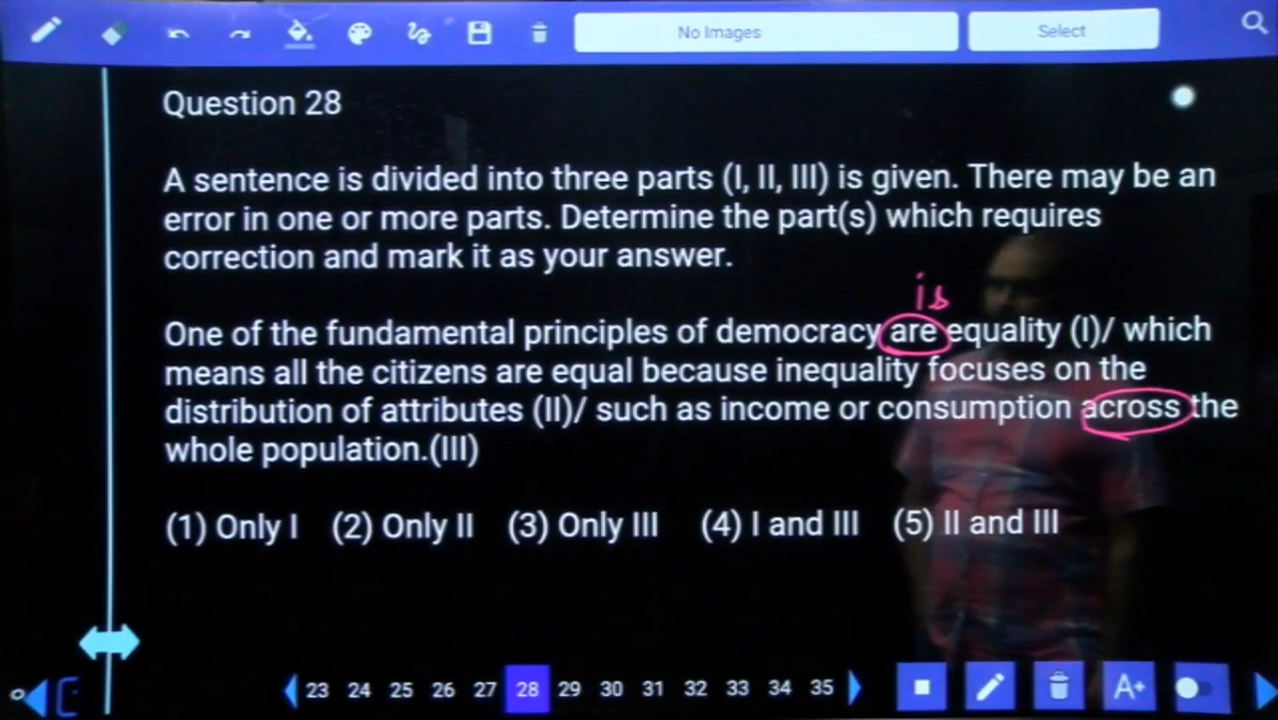 No Images
Select
Question 28
A sentence is divided into three parts (I, II, III) is given. There may be an
error in one or more parts. Determine the part(s) which requires
correction and mark it as your answer.
is
One of the fundamental principles of democracy are equality (I)/ which
means all the citizens are equal because inequality focuses on the
distribution of attributes (II)/ such as income or consumption across the
whole population.(III)
(1) Only I (2) Only II (3) Only III (4) I and III (5) II and III
23 24 25 26 27 28 29 30 31 32 33 34 35
A+